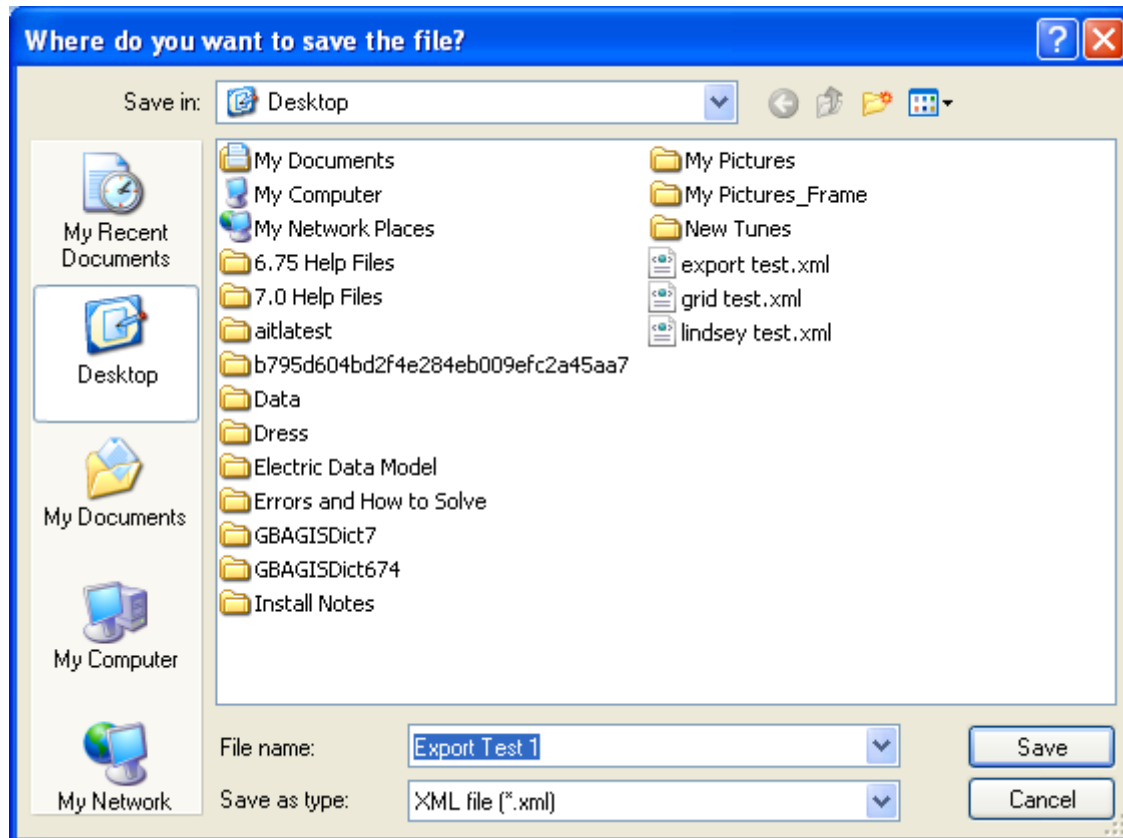 Where do you want to save the file?
Save in:
Desktop
My Recent
Documents
Desktop
My Documents
My Computer
My Network
My Documents
My Computer
My Network Places
6.75 Help Files
7.0 Help Files
aitlatest
b795d604bd2f4e284eb009efc2a45aa7
Data
Dress
Electric Data Model
Errors and How to Solve
GBAGISDict7
GBAGISDict674
Install Notes
My Pictures
My Pictures_Frame
New Tunes
export test.xml
grid test.xml
lindsey test.xml
File name:
Export Test 1
Save
Save as type:
XML file (*.xml)
Cancel